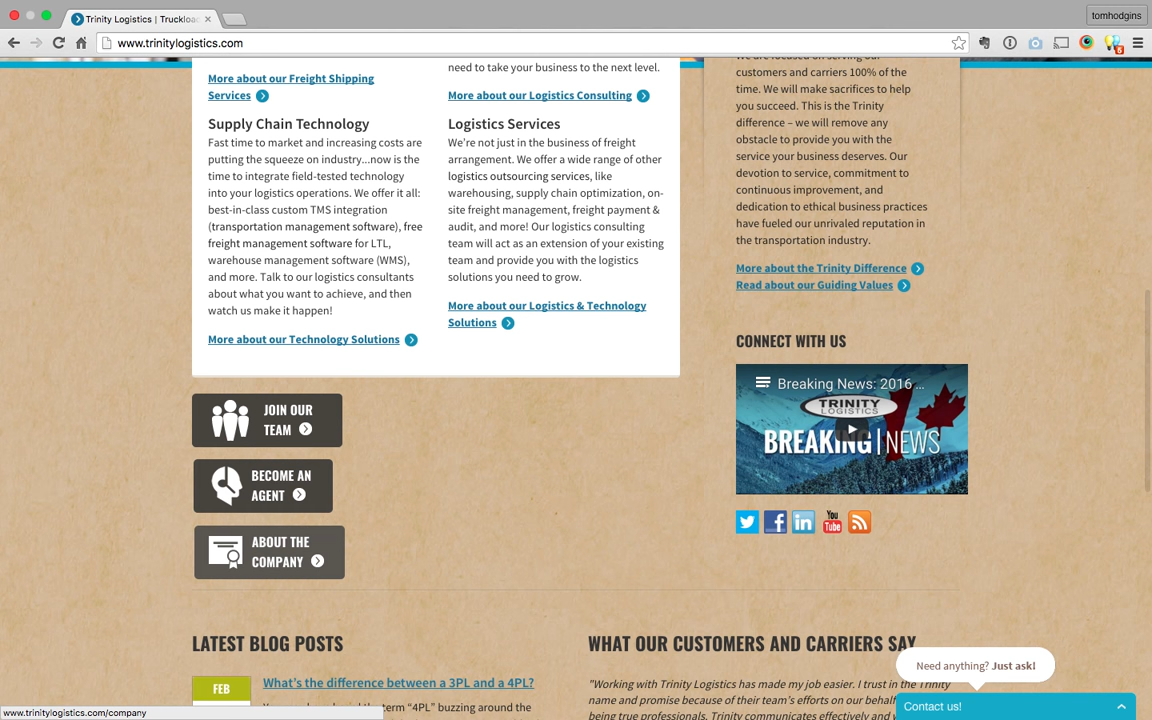 Trinity Logistics | Truckloa
tomhodgins
www.trinitylogistics.com
6
More about our Freight Shipping
Services
Supply Chain Technology
Fast time to market and increasing costs are
putting the squeeze on industry...now is the
time to integrate field-tested technology
into your logistics operations. We offer it all:
best-in-class custom TMS integration
(transportation management software), free
freight management software for LTL,
warehouse management software (WMS),
and more. Talk to our logistics consultants
about what you want to achieve, and then
watch us make it happen!
More about our Technology Solutions
need to take your business to the next level.
More about our Logistics Consulting
Logistics Services
We're not just in the business of freight
arrangement. We offer a wide range of other
logistics outsourcing services, like
warehousing, supply chain optimization, on-
site freight management, freight payment &
audit, and more! Our logistics consulting
team will act as an extension of your existing
team and provide you with the logistics
solutions you need to grow.
More about our Logistics & Technology
Solutions
We are focused on serving our
customers and carriers 100% of the
time. We will make sacrifices to help
you succeed. This is the Trinity
difference – we will remove any
obstacle to provide you with the
service your business deserves. Our
devotion to service, commitment to
continuous improvement, and
dedication to ethical business practices
have fueled our unrivaled reputation in
the transportation industry.
More about the Trinity Difference
Read about our Guiding Values
CONNECT WITH US
Breaking News: 2016 ...
TRINITY
LOGISTICS
BREAKING | NEWS
You
Tube
JOIN OUR
TEAM
BECOME AN
AGENT
ABOUT THE
COMPANY
LATEST BLOG POSTS
FEB
What's the difference between a 3PL and a 4PL?
the term "4PL" buzzing around the
WHAT OUR CUSTOMERS AND CARRIERS SAY
"Working with Trinity Logistics has made my job easier. I trust in the Trinity
name and promise because of their team's efforts on our behalf
being true professionals. Trinity communicates effectively and
Need anything? Just ask!
Contact us!
www.trinitylogistics.com/company